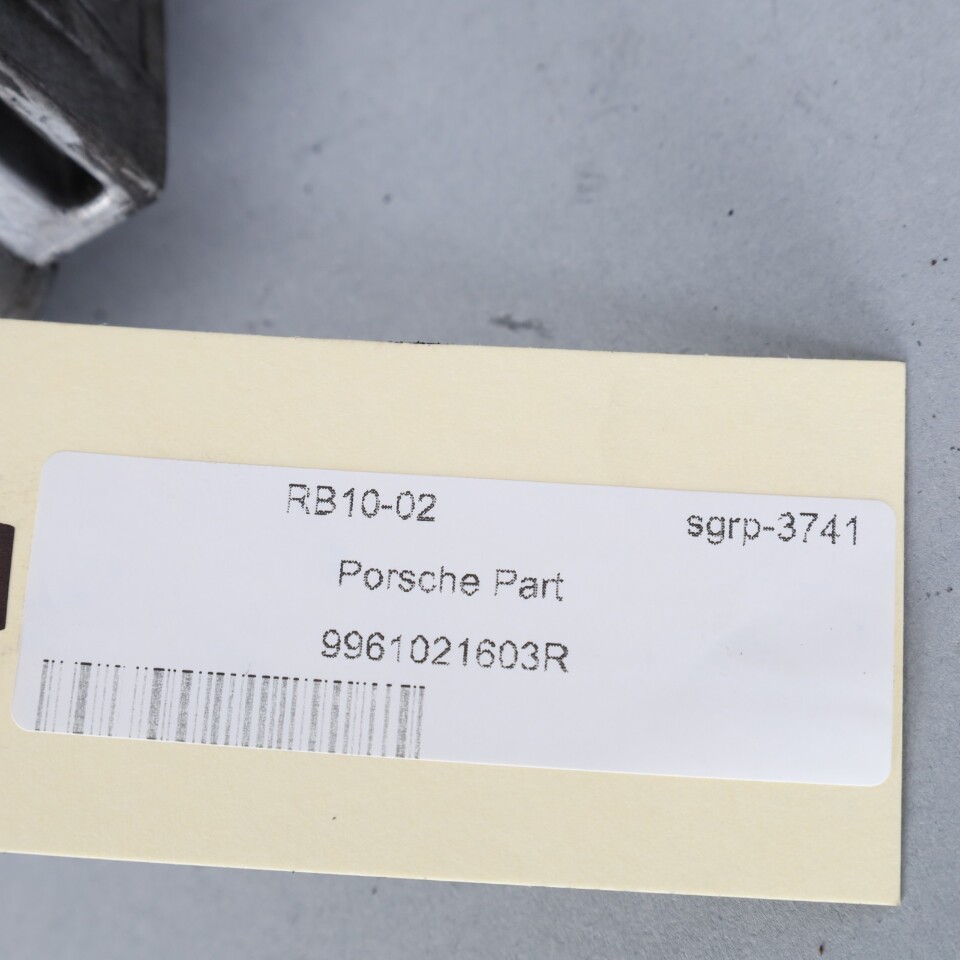 RB10-02 sgrp-3741
Porsche Part
9961021603R